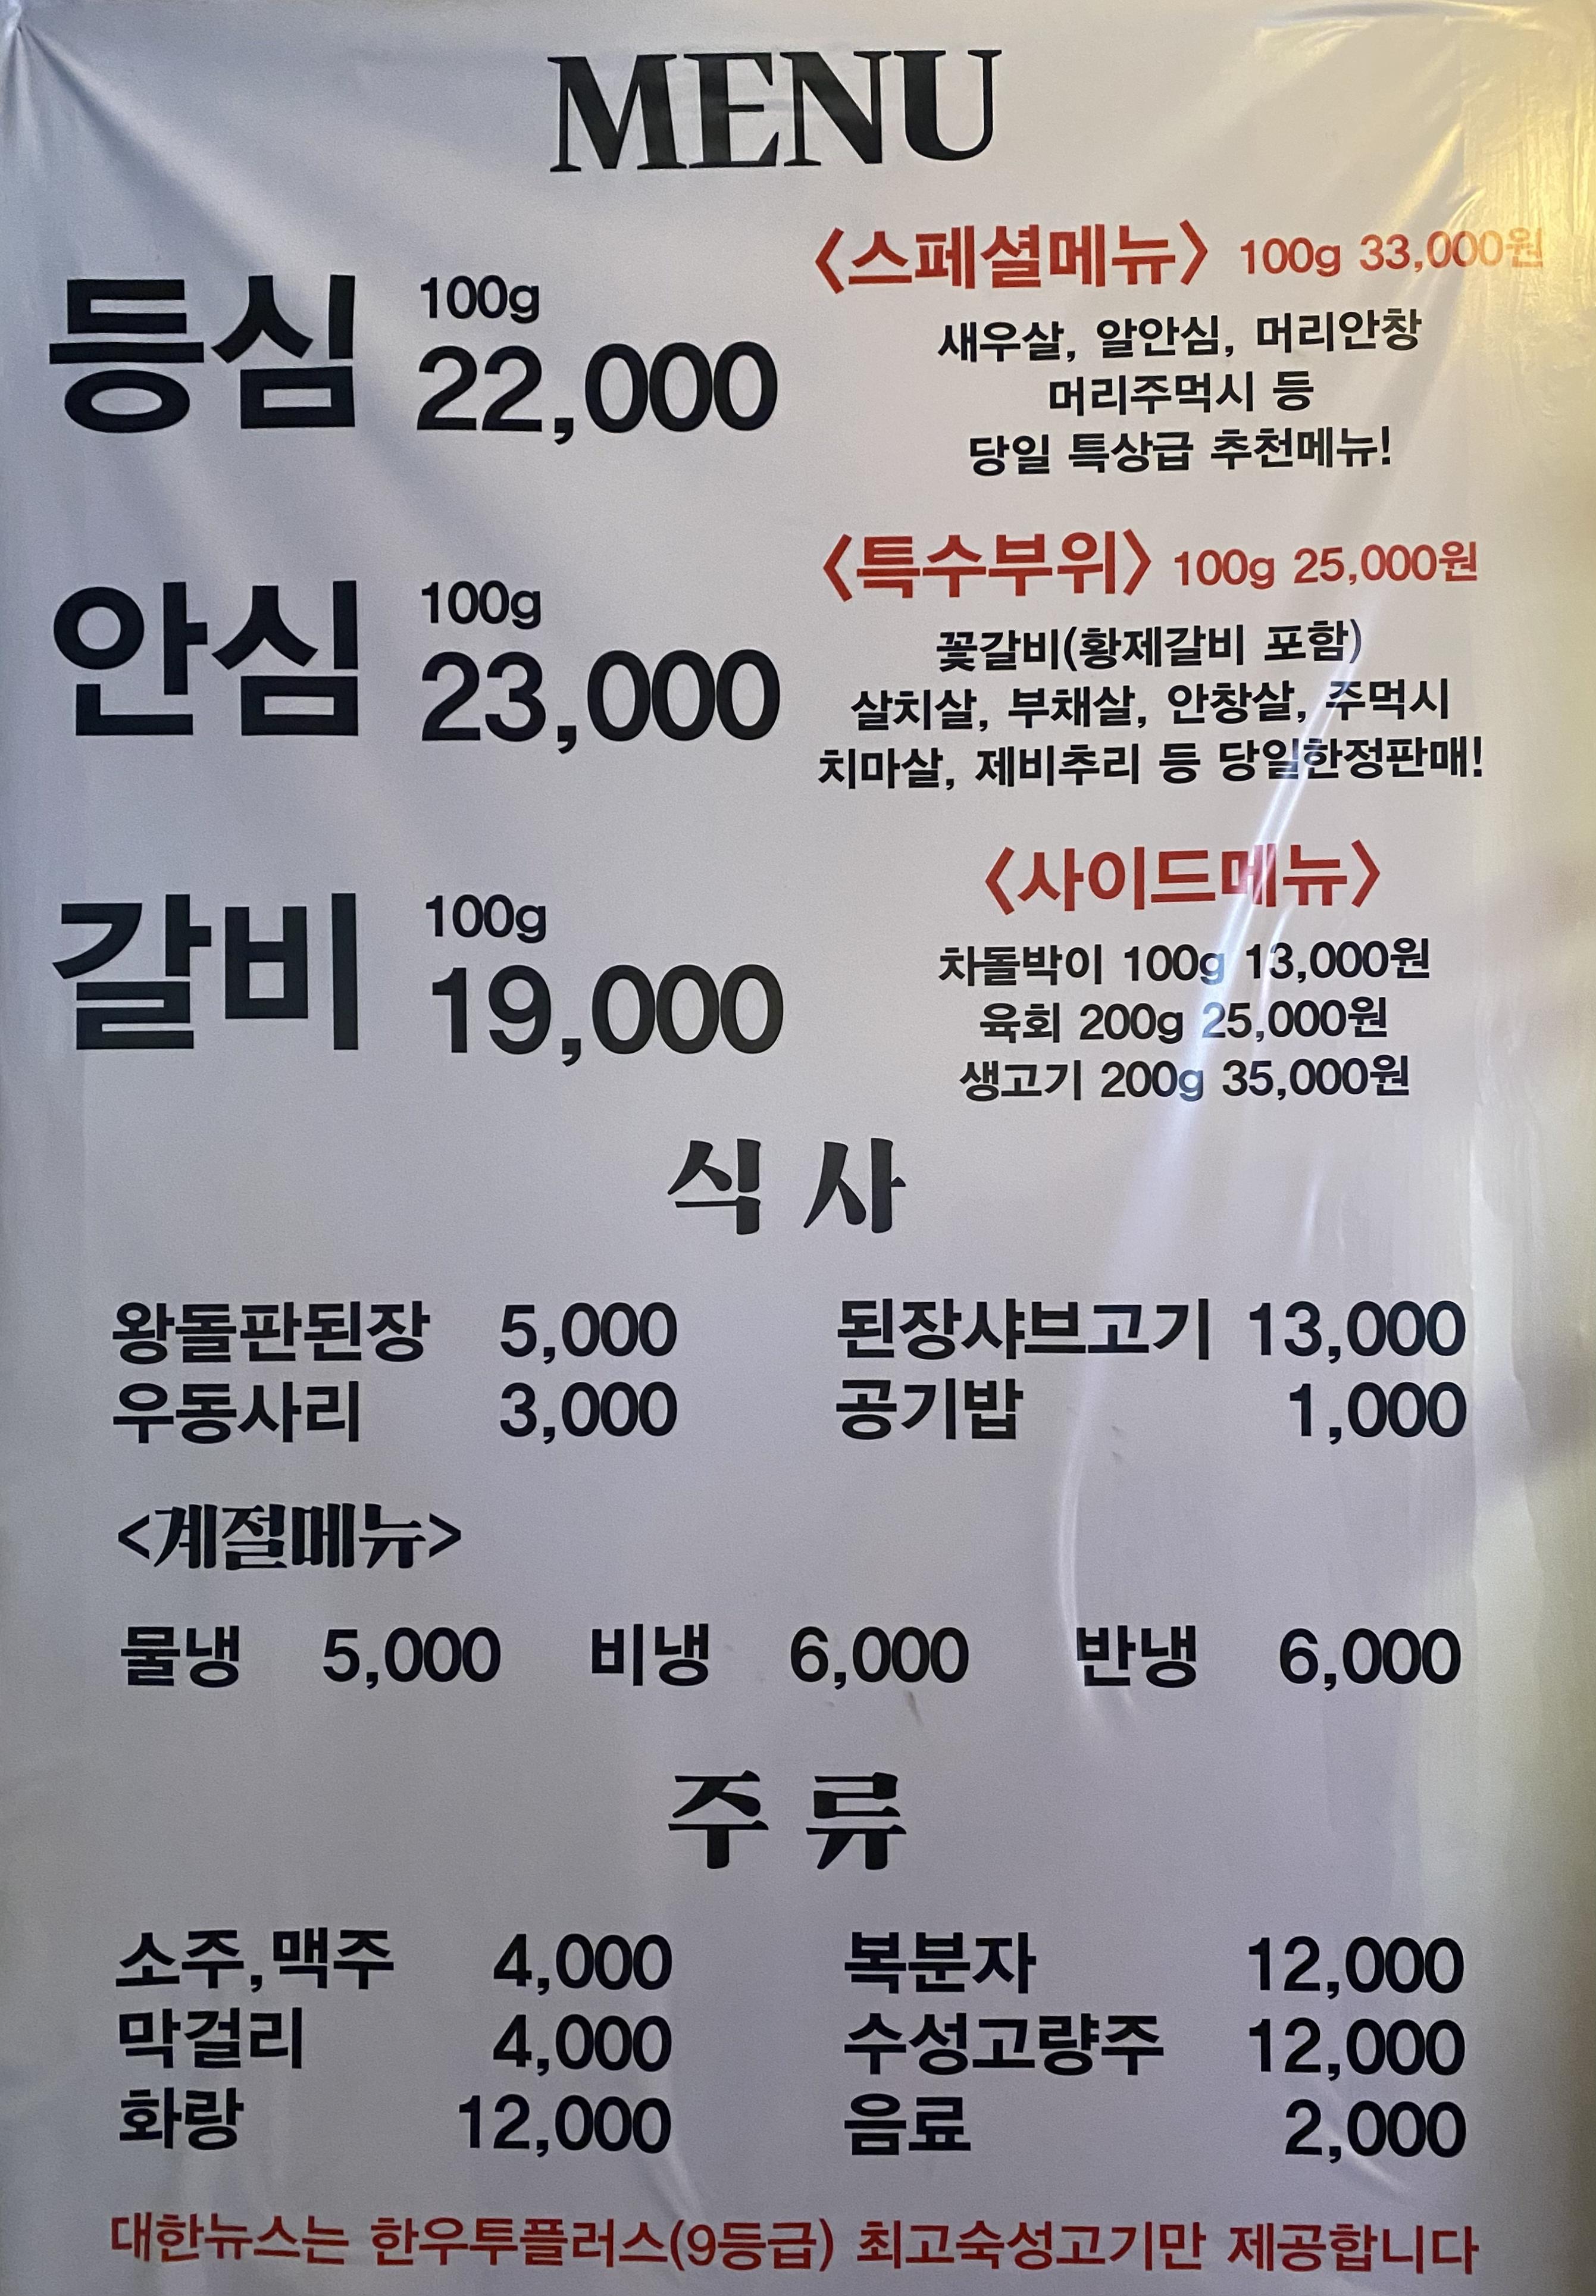 MENU
등심 100g 22,000
안심 100g 23,000
갈비 100g 19,000
<스페셜메뉴> 100g 33,000원
새우살, 알안심, 머리안창
머리주먹시 등
당일 특상급 추천메뉴!
<특수부위> 100g 25,000원
꽃갈비(황제갈비 포함)
살치살, 부채살, 안창살, 주먹시
치마살, 제비추리 등 당일한정판매!
<사이드메뉴>
차돌박이 100g 13,000원
육회 200g 25,000원
생고기 200g 35,000원
식 사
왕돌판된장 5,000 된장샤브고기 13,000
우동사리 3,000 공기밥 1,000
<계절메뉴>
물냉 5,000 비냉 6,000 반냉 6,000
주 류
소주,맥주 4,000 복분자 12,000
막걸리 4,000 수성고량주 12,000
화랑 12,000 음료 2,000
대한뉴스는 한우투플러스(9등급) 최고숙성고기만 제공합니다